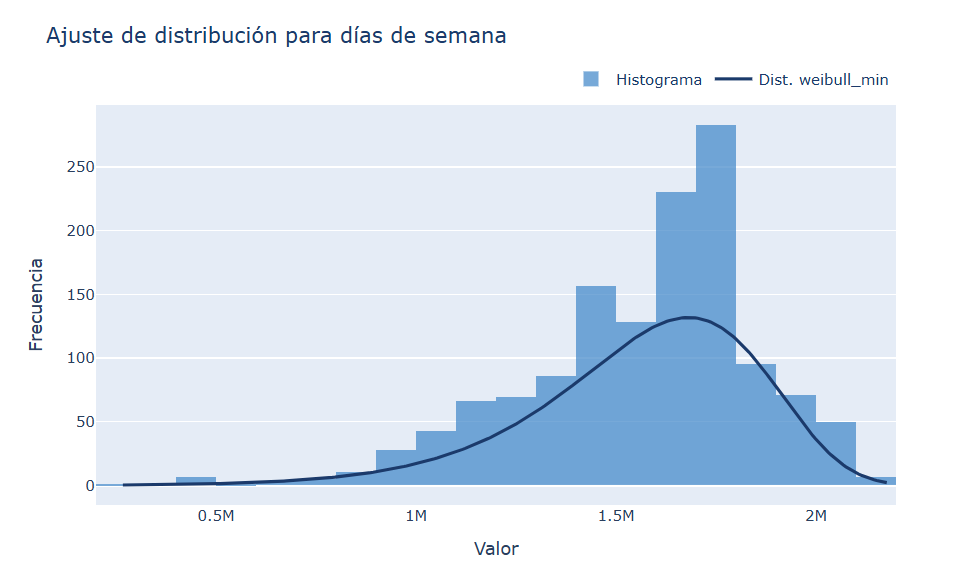 Ajuste de distribución para días de semana
Histograma
Dist. weibull_min
250
200
150
100
50
0
Frecuencia
0.5M
1M
1.5M
2M
Valor